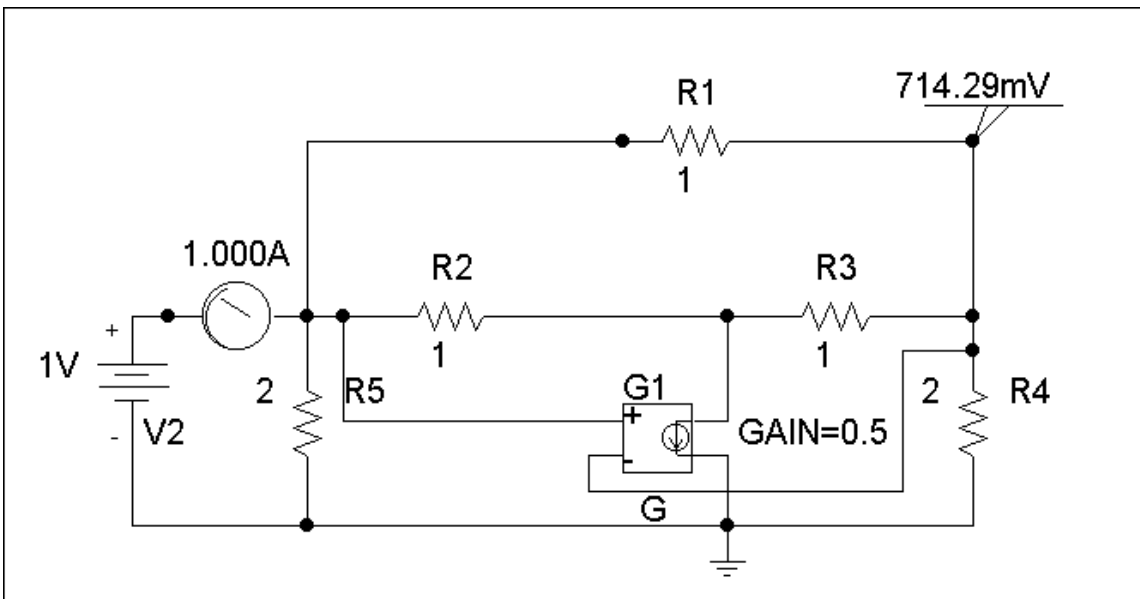 714.29mV
R1
1
1.000A
R2
R3
+
1
1
1V
2
R5
G1
2
R4
+
- V2
GAIN=0.5
-
G